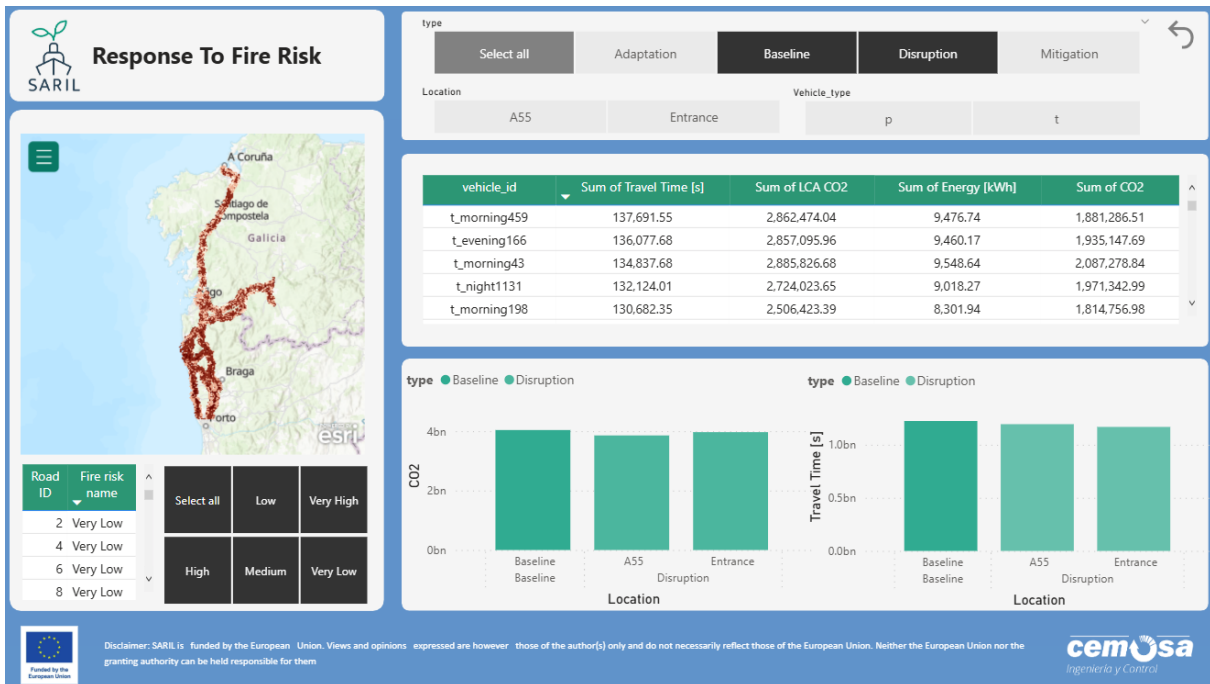 SARIL
Response To Fire Risk
type
Select all
Adaptation
Baseline
Disruption
Mitigation
Location
Vehicle_type
A55
Entrance
p
t
A Coruña
Galicia
Braga
Porto
esri
vehicle_id Sum of Travel Time [s] Sum of LCA CO2 Sum of Energy [kWh] Sum of CO2
t_morning459 137,691.55 2,862,474.04 9,476.74 1,881,286.51
t_evening166 136,077.68 2,857,095.96 9,460.17 1,935,147.69
t_morning43 134,837.68 2,885,826.68 9,548.64 2,087,278.84
t_night1131 132,124.01 2,724,023.65 9,018.27 1,971,342.99
t_morning198 130,682.35 2,506,423.39 8,301.94 1,814,756.98
Road ID
Fire risk name
2 Very Low
4 Very Low
6 Very Low
8 Very Low
Select all
Low
Very High
High
Medium
Very Low
type Baseline Disruption
CO2
4bn
2bn
0bn
Baseline A55 Entrance
Baseline Disruption
Location
type Baseline Disruption
Travel Time [s]
1.0bn
0.5bn
0.0bn
Baseline A55 Entrance
Baseline Disruption
Location
Funded by the
European Union
Disclaimer: SARIL is funded by the European Union. Views and opinions expressed are however those of the author(s) only and do not necessarily reflect those of the European Union. Neither the European Union nor the
granting authority can be held responsible for them
cemosa
Ingeniería y Control